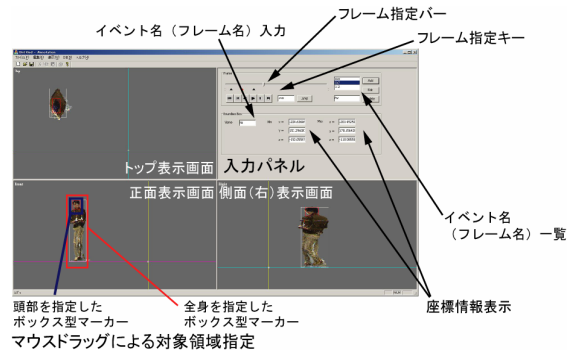 フレーム指定バー
イベント名（フレーム名）入力
フレーム指定キー
トップ表示画面
入力パネル
正面表示画面
側面（右）表示画面
イベント名
（フレーム名）一覧
座標情報表示
頭部を指定した
ボックス型マーカー
全身を指定した
ボックス型マーカー
マウスドラッグによる対象領域指定